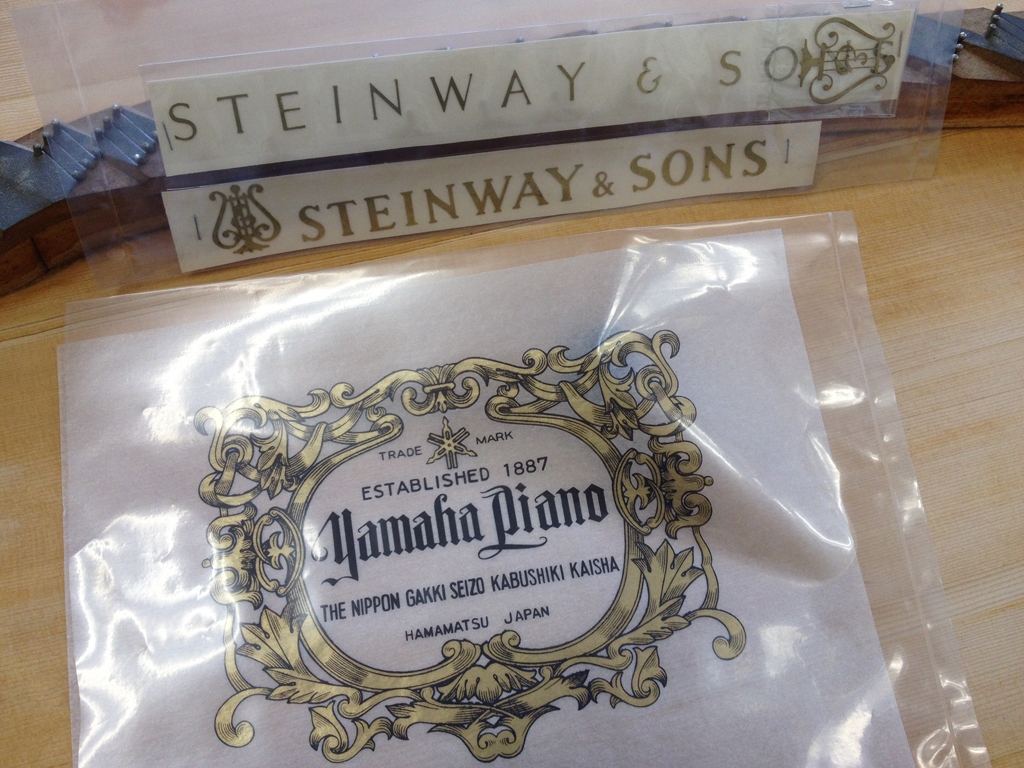 STEINWAY & SONS
STEINWAY & SONS
TRADE MARK
ESTABLISHED 1887
Yamaha Piano
THE NIPPON GAKKI SEIZO KABUSHIKI KAISHA
HAMAMATSU JAPAN